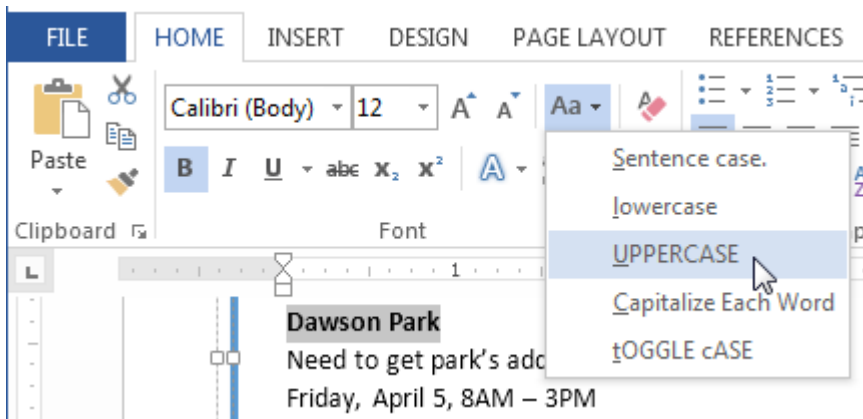 FILE HOME INSERT DESIGN PAGE LAYOUT REFERENCES
Calibri (Body) 12 A A Aa
Paste B I U abc X₂ X² A
Clipboard Font
Sentence case.
lowercase
UPPERCASE
Capitalize Each Word
tOGGLE cASE
L 1
Dawson Park
Need to get park's
Friday, April 5, 8AM – 3PM